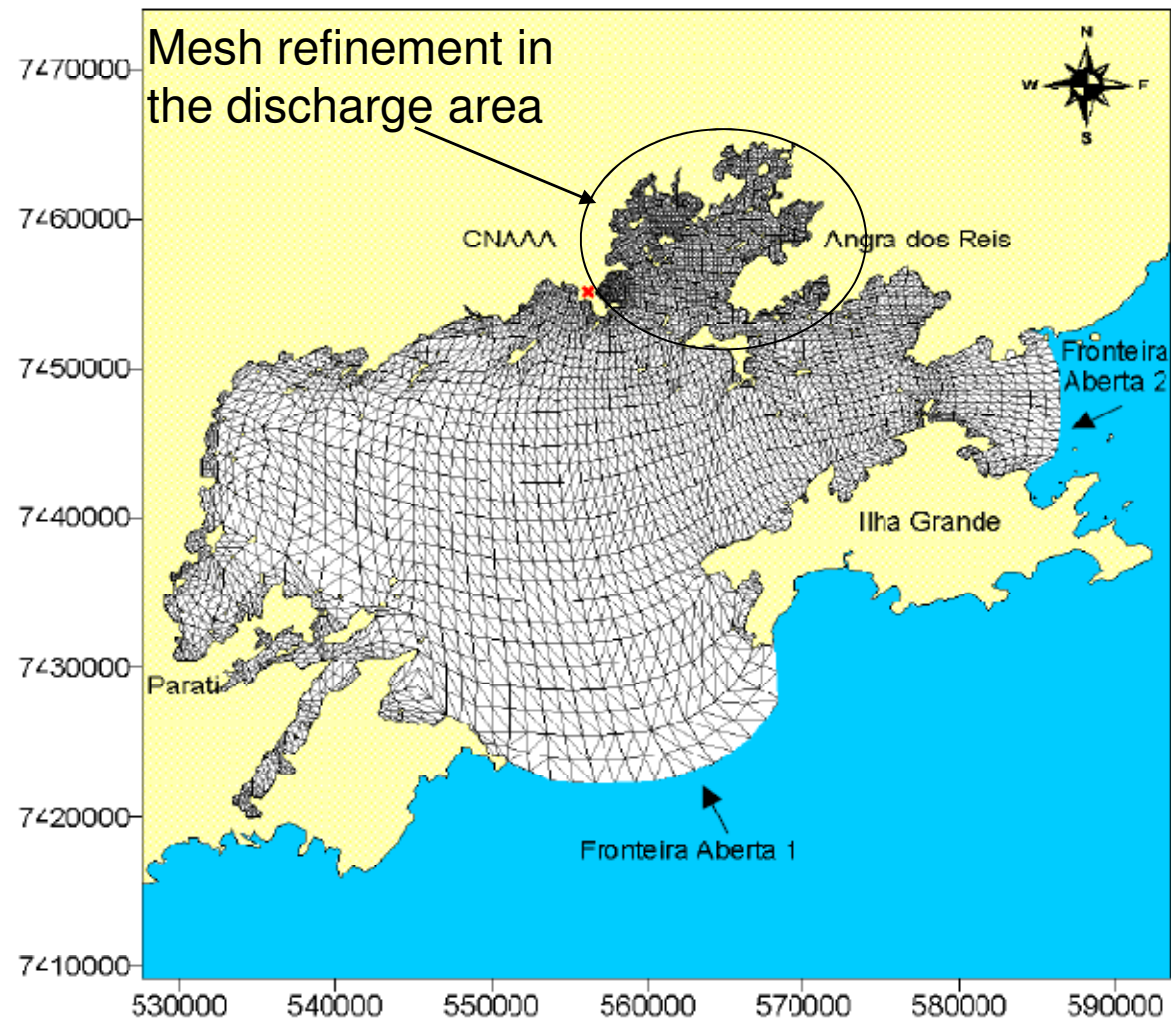 Mesh refinement in
the discharge area
N
W
E
S
7470000
7460000
7450000
7440000
7430000
7420000
7410000
CNAAA
Angra dos Reis
Fronteira
Aberta 2
Ilha Grande
Parati
Fronteira Aberta 1
530000
540000
550000
560000
570000
580000
590000